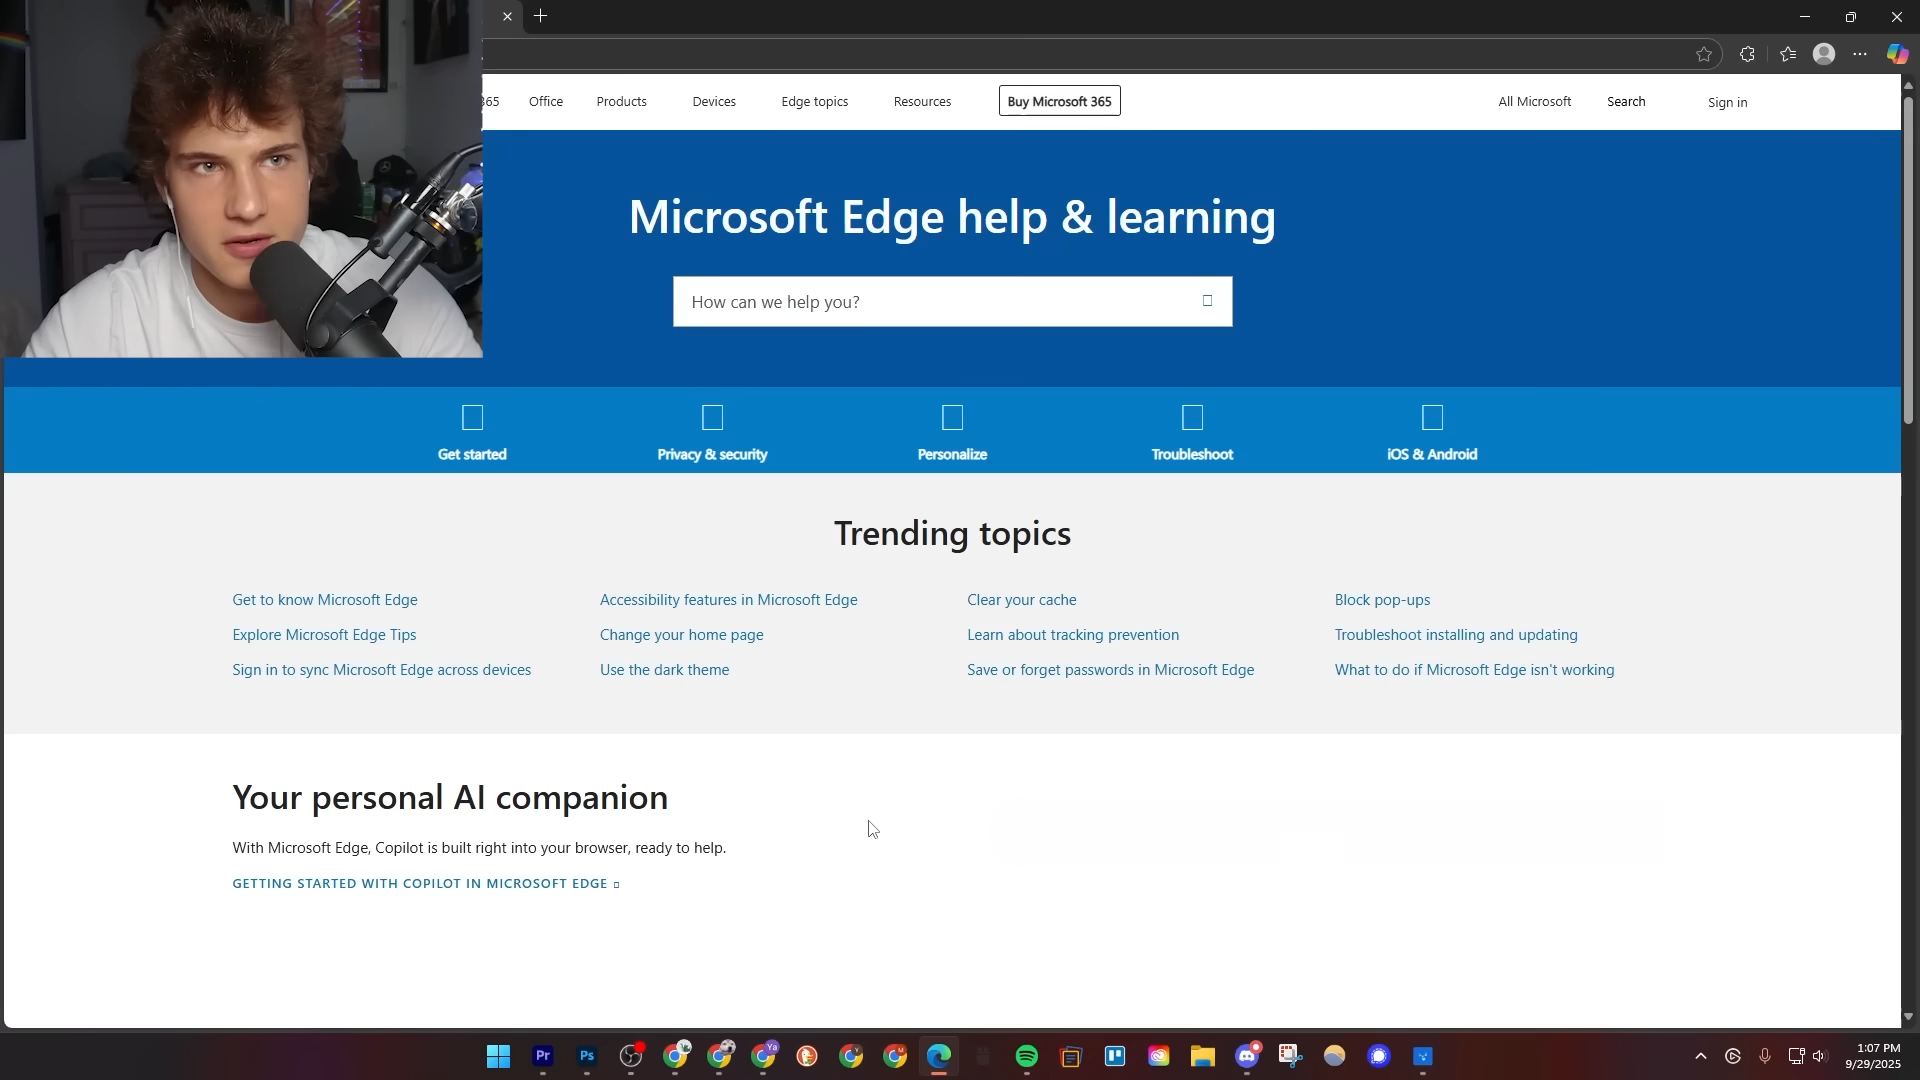 365 Office Products Devices Edge topics Resources Buy Microsoft 365 All Microsoft Search Sign in
Microsoft Edge help & learning
How can we help you?
Get started Privacy & security Personalize Troubleshoot iOS & Android
Trending topics
Get to know Microsoft Edge Accessibility features in Microsoft Edge Clear your cache Block pop-ups
Explore Microsoft Edge Tips Change your home page Learn about tracking prevention Troubleshoot installing and updating
Sign in to sync Microsoft Edge across devices Use the dark theme Save or forget passwords in Microsoft Edge What to do if Microsoft Edge isn't working
Your personal AI companion
With Microsoft Edge, Copilot is built right into your browser, ready to help.
GETTING STARTED WITH COPILOT IN MICROSOFT EDGE
Pr Ps Ya
1:07 PM
9/29/2025